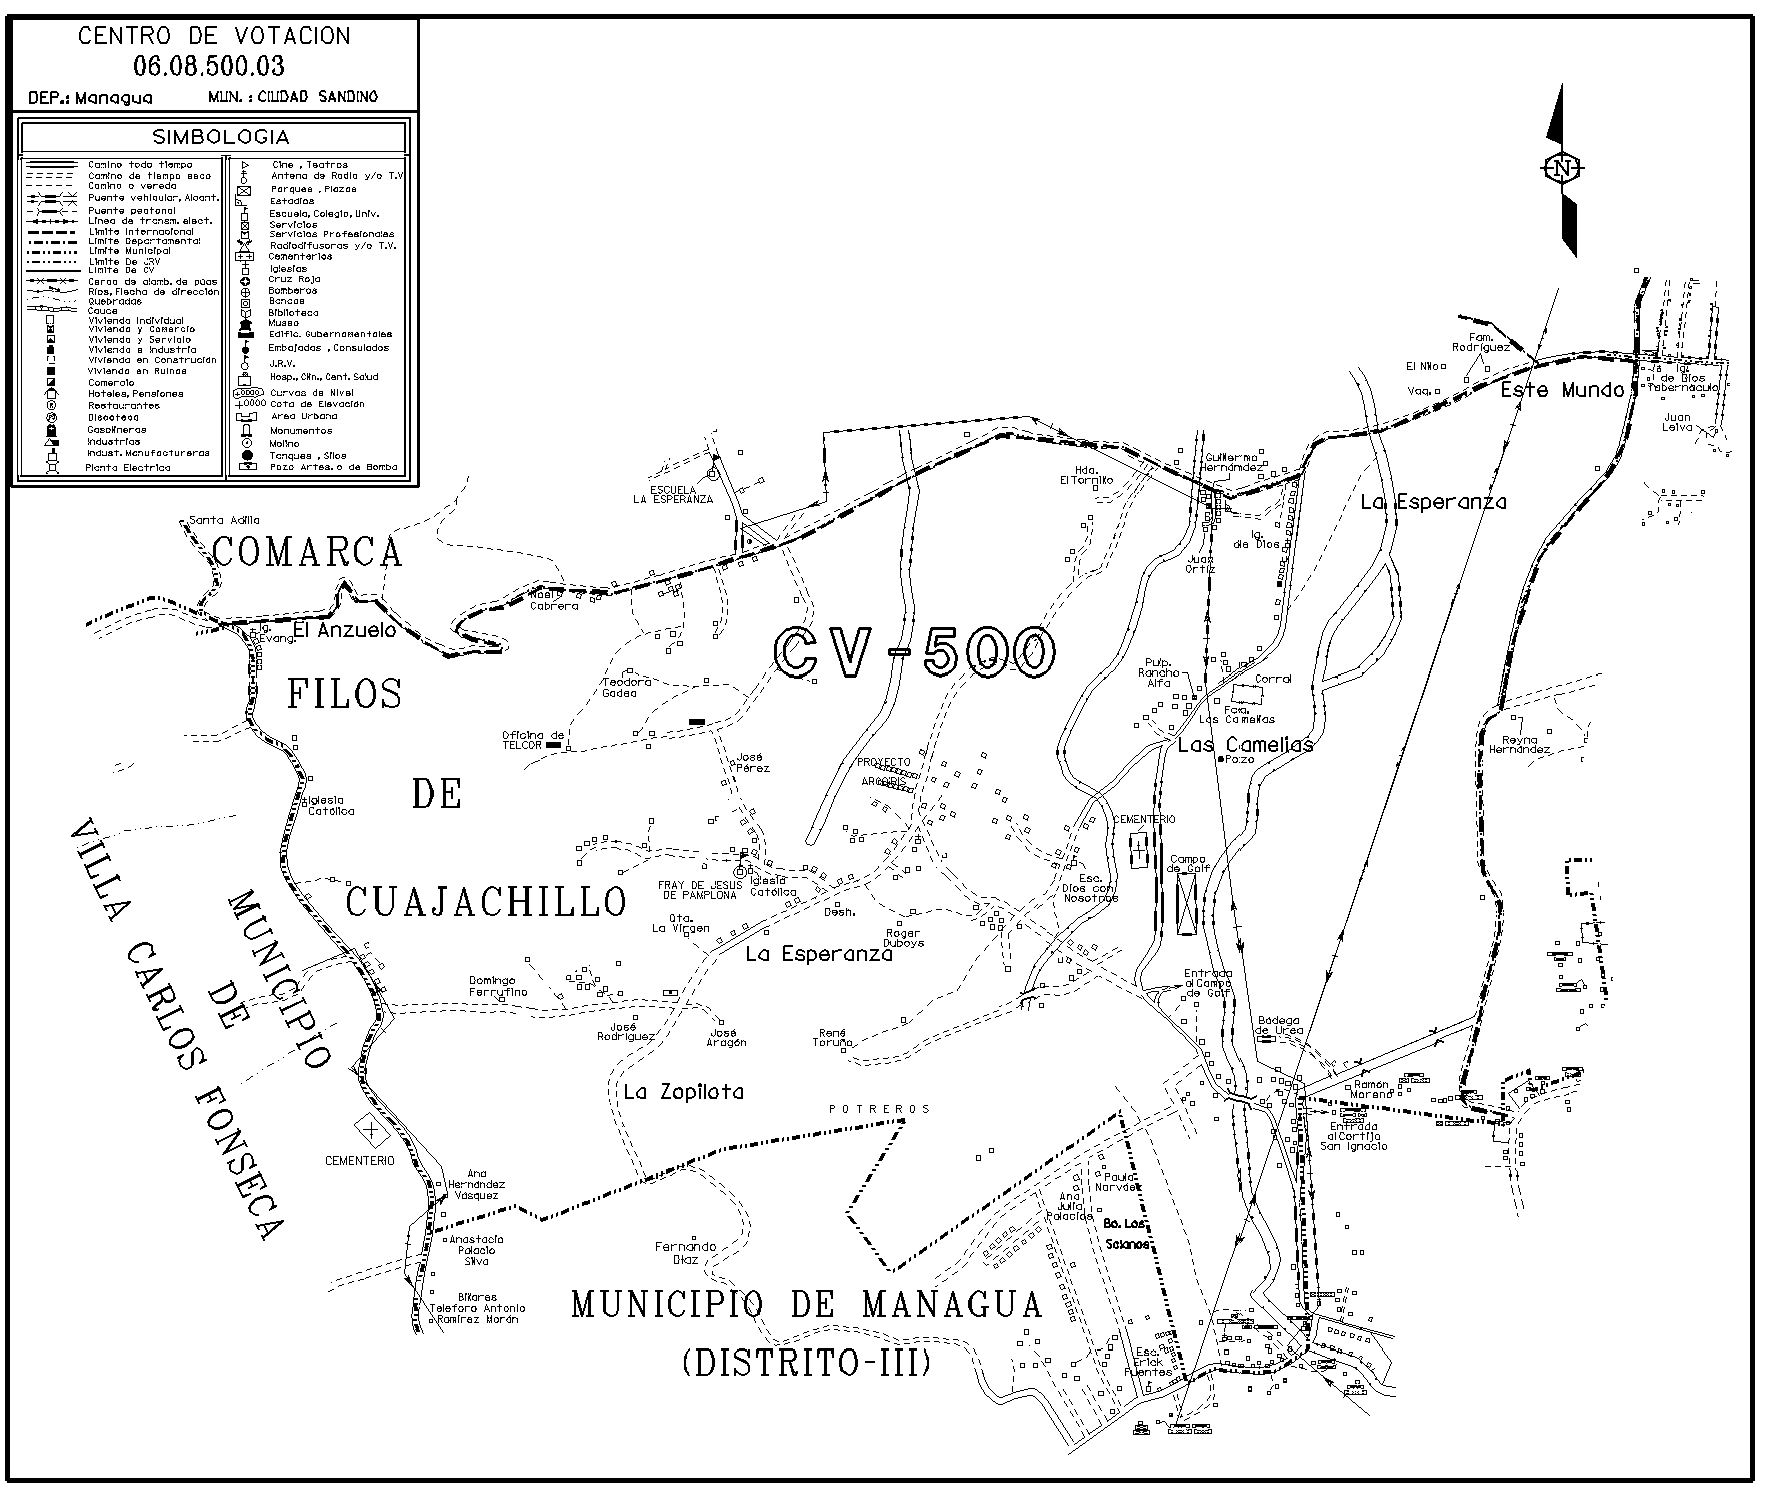 CENTRO DE VOTACION
06.08.500.03
DEP.: Managua MUN. : CIUDAD SANDINO
SIMBOLOGIA
Camino todo tiempo
Camino de tiempo seco
Camino o vereda
Puente vehicular, Alcant.
Puente peatonal
Linea de transm. elect.
Limite Internacional
Limite Departamental
Limite Municipal
Limite De JRV
Limite De CV
Cerca de alamb. de púas
Ríos, Flecha de dirección
Quebradas
Cauce
Vivienda Individual
Vivienda y Comercio
Vivienda y Servicio
Vivienda e Industria
Vivienda en Construción
Vivienda en Ruinas
Comercio
Hoteles, Pensiones
Restaurantes
Discoteca
Gasolineras
Industrias
Indust. Manufactureras
Planta Electrica
Cine , Teatros
Antena de Radio y/o T.V
Parques , Plazas
Estadios
Escuela, Colegio, Univ.
Servicios
Servicios Profesionales
Radiodifusoras y/o T.V.
Cementerios
Iglesias
Cruz Roja
Bomberos
Bancos
Biblioteca
Museo
Edific. Gubernamentales
Embajadas , Consulados
J.R.V.
Hosp., Clín., Cent. Salud
Curvas de Nivel
Cota de Elevación
Area Urbana
Monumentos
Molino
Tanques , Silos
Pozo Artes. o de Bomba
N
Fam.
Rodríguez
El Niño
Vaq.
Este Mundo
Ig.
de Dios
Tabernáculo
Juan
Leiva
Guillermo
Hernández
Hda.
El Tormiko
La Esperanza
ESCUELA
LA ESPERANZA
Ig.
de Dios
Juan
Ortíz
Santa Adilia
COMARCA
Noel
Cabrera
Ig.
Evang.
El Anzuelo
CV-500
Pulp.
Rancho
Alfa
Corral
Fca.
Las Camelias
Teodora
Gadea
FILOS
Oficina de
TELCOR
Las Camelias
Pozo
Reyna
Hernández
José
Pérez
PROYECTO
ARCOIRIS
DE
Iglesia
Católica
CEMENTERIO
Campo
de Golf
Esc.
Dios con
Nosotros
FRAY DE JESUS
DE PAMPLONA
Iglesia
Católica
CUAJACHILLO
Desh.
Qta.
La Virgen
Roger
Duboys
La Esperanza
VILLA CARLOS FONSECA
MUNICIPIO
DE
Domingo
Ferrufino
Entrada
al Campo
de Golf
José
Rodríguez
José
Aragón
René
Toruño
Bodega
de Urea
La Zopilota
Ramón
Moreno
POTREROS
Entrada
al Cortijo
San Ignacio
CEMENTERIO
Ana
Hernández
Vásquez
Paula
Narváez
Ana
Julia
Palacios
Bo. Los
Solanos
Anastacio
Palacio
Silva
Fernando
Díaz
Billares
Teleforo Antonio
Ramírez Morán
MUNICIPIO DE MANAGUA
(DISTRITO-III)
Esc.
Erick
Fuentes